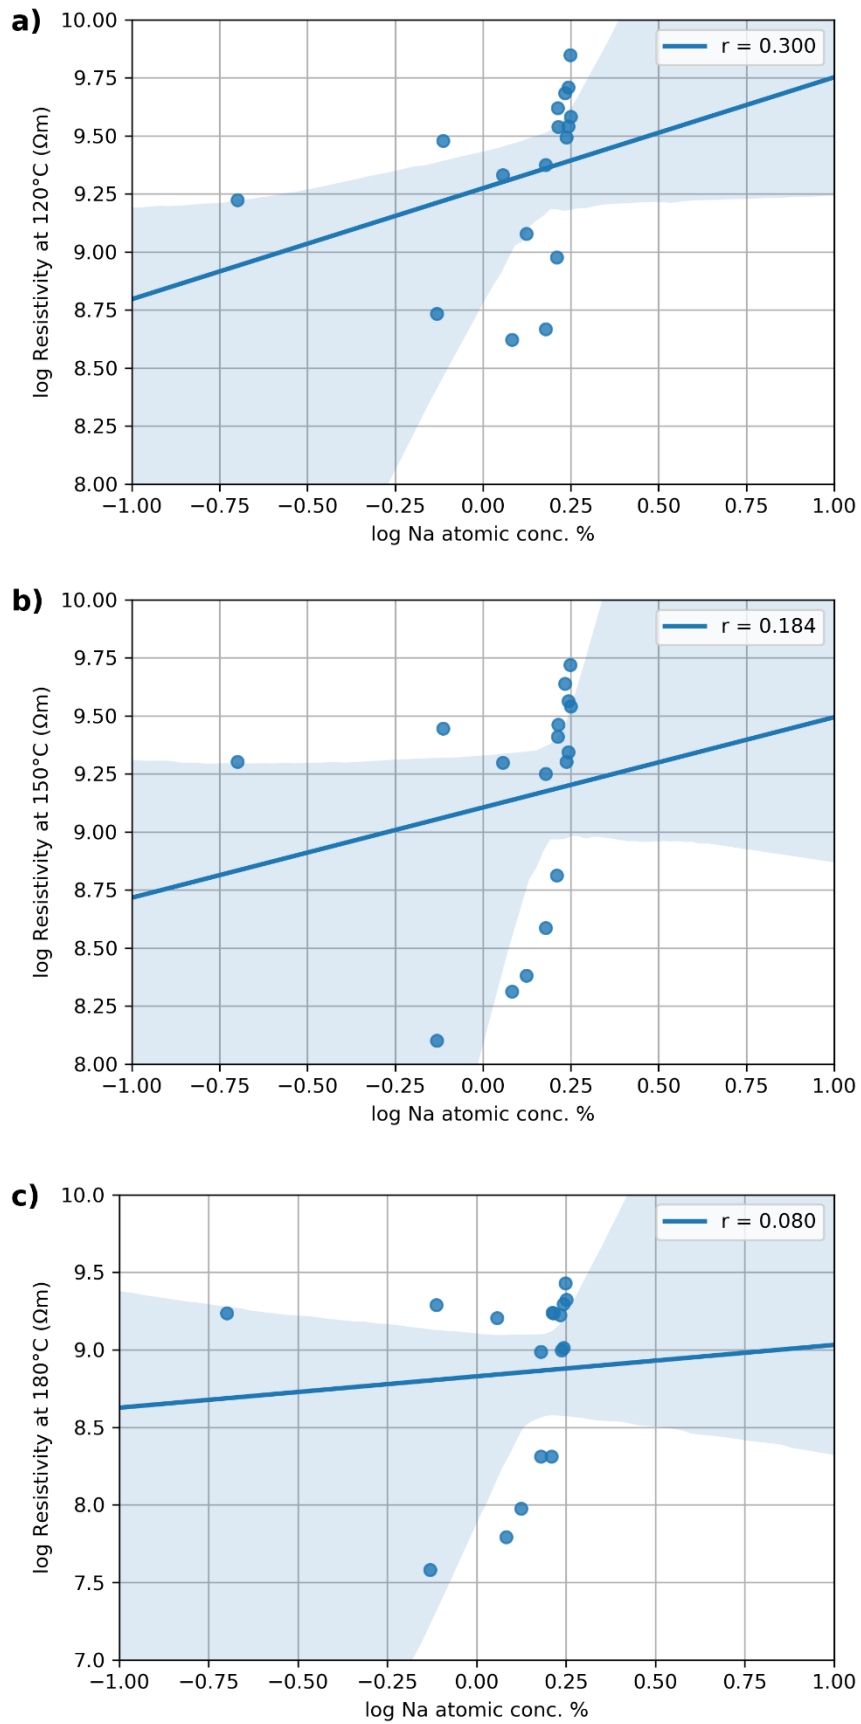 a)
log Resistivity at 120°C (Ωm)
10.00
9.75
9.50
9.25
9.00
8.75
8.50
8.25
8.00
r = 0.300
−1.00 −0.75 −0.50 −0.25 0.00 0.25 0.50 0.75 1.00
log Na atomic conc. %
b)
log Resistivity at 150°C (Ωm)
10.00
9.75
9.50
9.25
9.00
8.75
8.50
8.25
8.00
r = 0.184
−1.00 −0.75 −0.50 −0.25 0.00 0.25 0.50 0.75 1.00
log Na atomic conc. %
c)
log Resistivity at 180°C (Ωm)
10.0
9.5
9.0
8.5
8.0
7.5
7.0
r = 0.080
−1.00 −0.75 −0.50 −0.25 0.00 0.25 0.50 0.75 1.00
log Na atomic conc. %